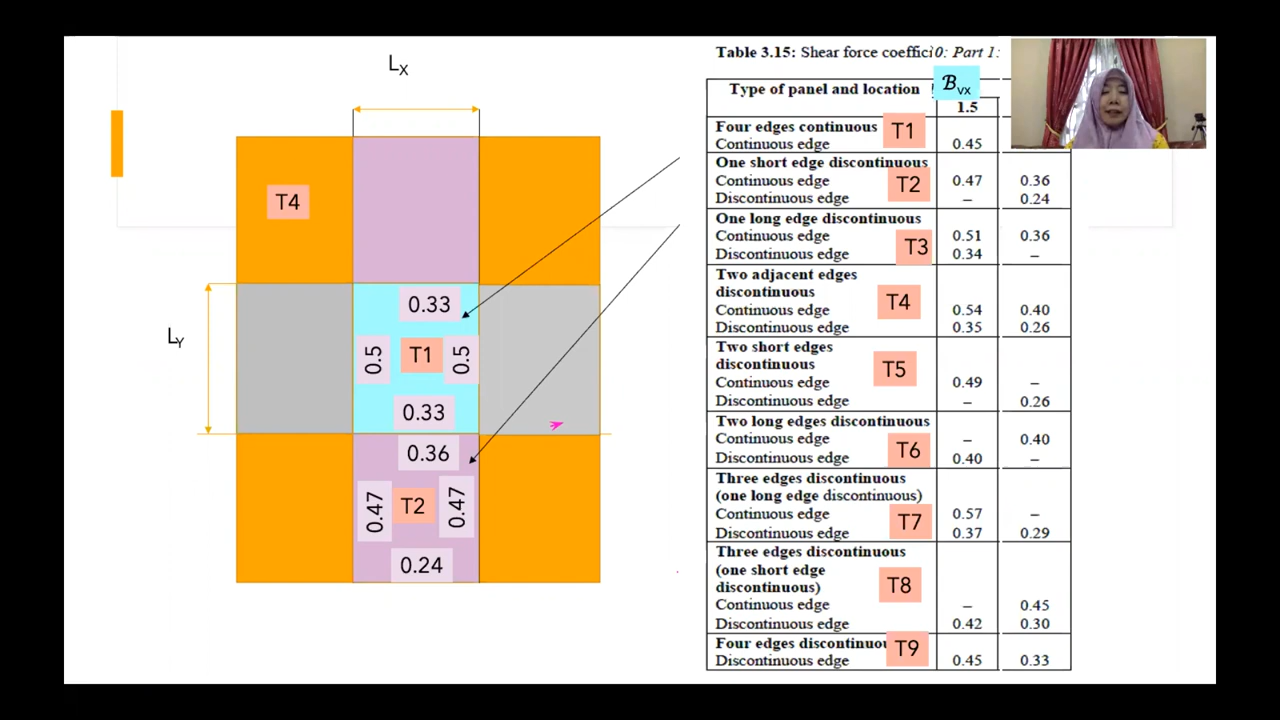 Lx
LY
T4
0.33
0.5
T1
0.5
0.33
0.36
0.47
T2
0.47
0.24
Table 3.15: Shear force coeffici0: Part 1:
Type of panel and location
ℬvx
1.5
Four edges continuous
T1
Continuous edge 0.45
One short edge discontinuous
T2
Continuous edge 0.47 0.36
Discontinuous edge – 0.24
One long edge discontinuous
T3
Continuous edge 0.51 0.36
Discontinuous edge 0.34 –
Two adjacent edges
discontinuous
T4
Continuous edge 0.54 0.40
Discontinuous edge 0.35 0.26
Two short edges
discontinuous
T5
Continuous edge 0.49 –
Discontinuous edge – 0.26
Two long edges discontinuous
T6
Continuous edge – 0.40
Discontinuous edge 0.40 –
Three edges discontinuous
(one long edge discontinuous)
T7
Continuous edge 0.57 –
Discontinuous edge 0.37 0.29
Three edges discontinuous
(one short edge
discontinuous)
T8
Continuous edge – 0.45
Discontinuous edge 0.42 0.30
Four edges discontinuou
T9
Discontinuous edge 0.45 0.33